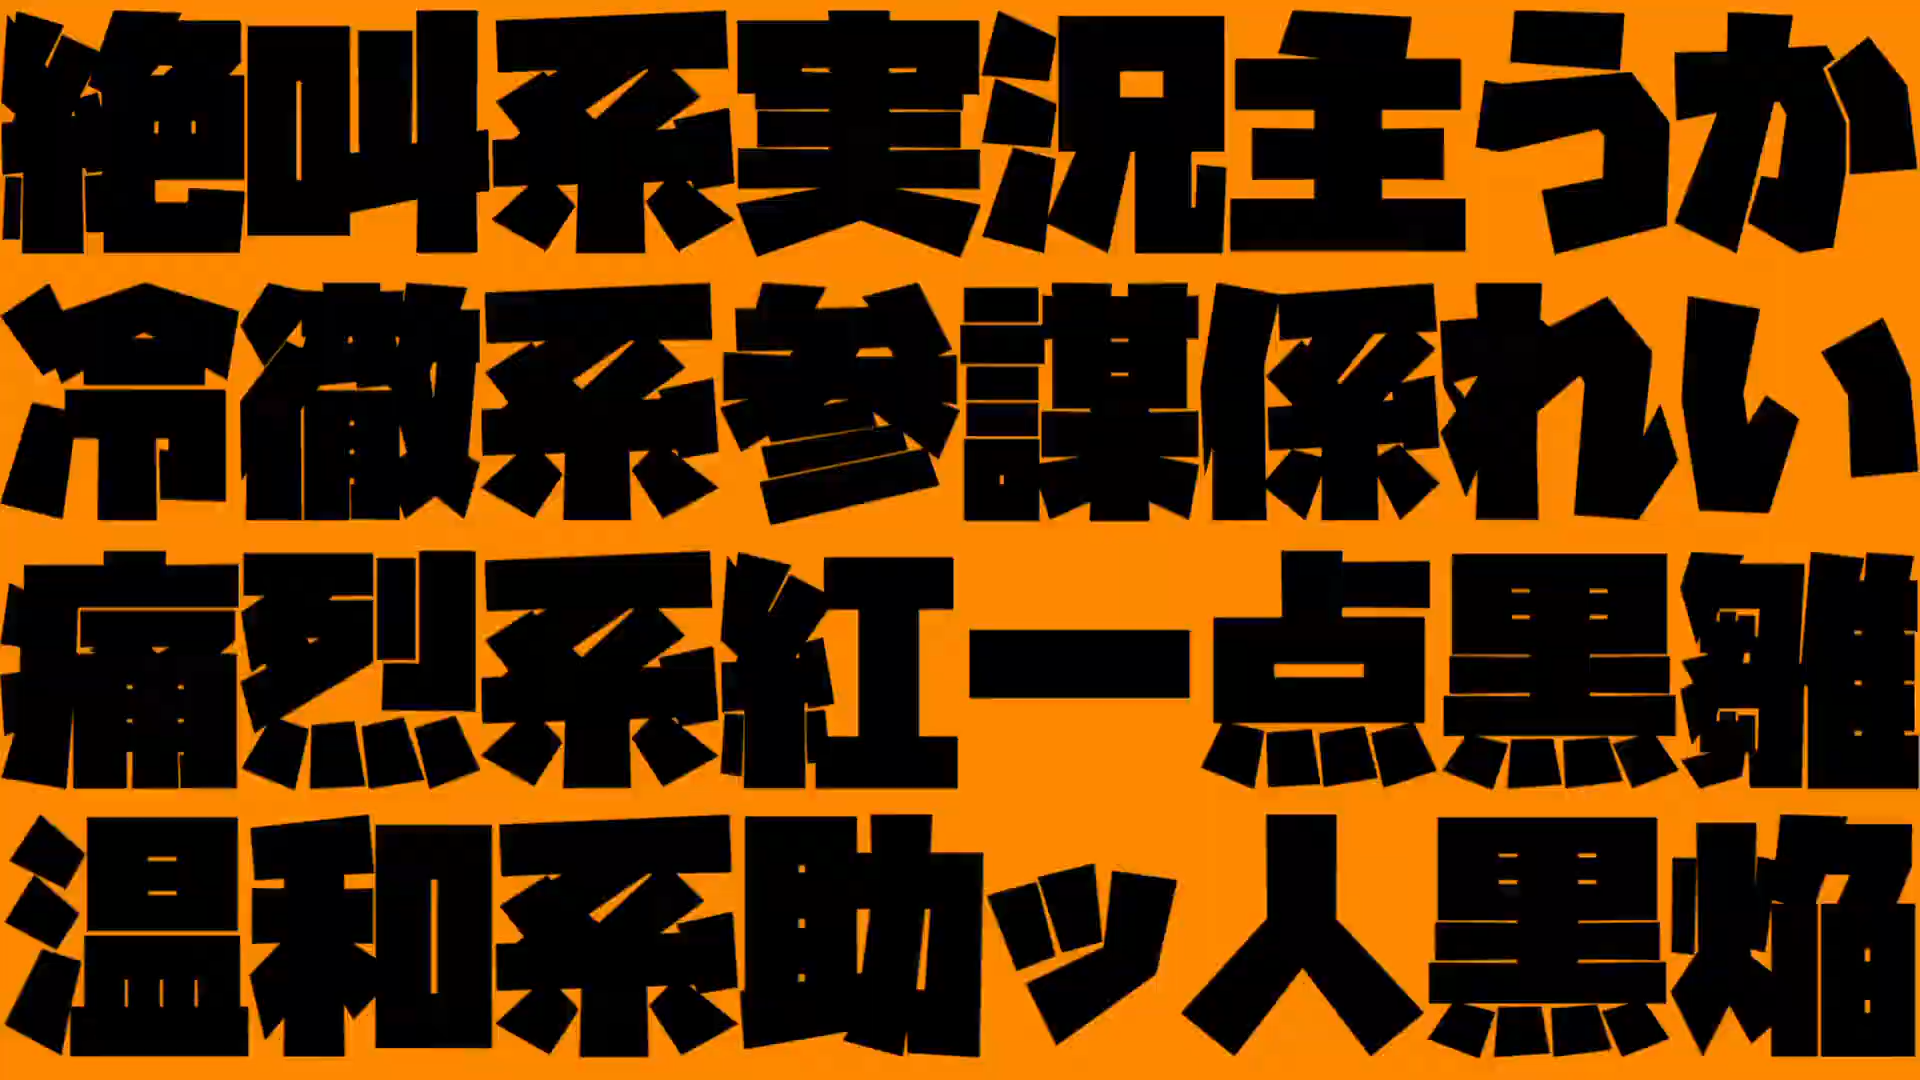 絶叫系実況主うか
冷徹系参謀係れい
痛烈系紅一点黒雛
温和系助ッ人黒焔